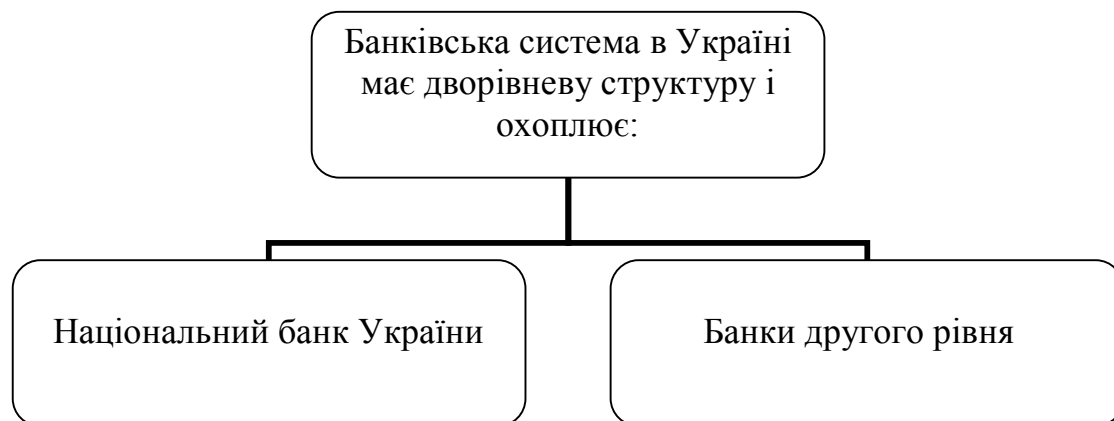 Банківська система в Україні
має дворівневу структуру і
охоплює:
Національний банк України
Банки другого рівня